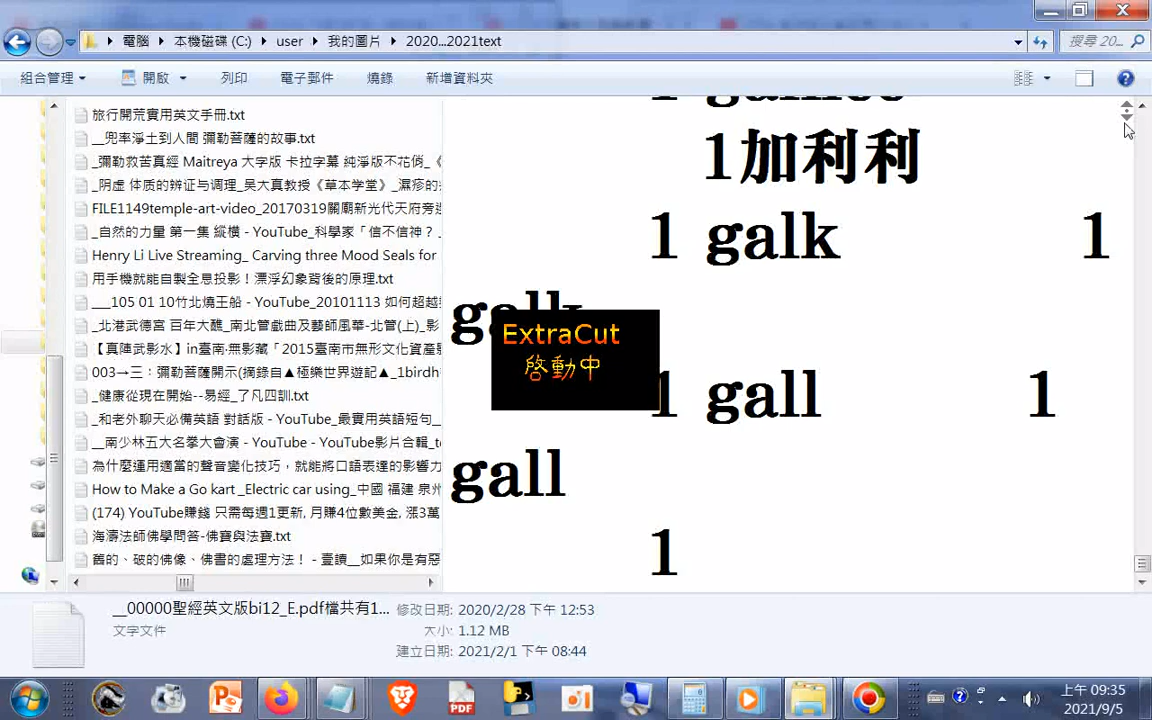 電腦 本機磁碟 (C:) user 我的圖片 2020...2021text
搜尋 20...
組合管理 開啟 列印 電子郵件 燒錄 新增資料夾
旅行開荒實用英文手冊.txt
__兜率淨土到人間 彌勒菩薩的故事.txt
_彌勒救苦真經 Maitreya 大字版 卡拉字幕 純淨版不花俏_《
_阴虚 体质的辨证与调理_吴大真教授《草本学堂》_濕疹的
FILE1149temple-art-video_20170319關廟新光代天府旁
_自然的力量 第一集 縱橫 - YouTube_科學家「信不信神？
Henry Li Live Streaming_ Carving three Mood Seals for
用手機就能自製全息投影！漂浮幻象背後的原理.txt
___105 01 10竹北燒王船 - YouTube_20101113 如何超越
_北港武德宮 百年大醮_南北管戲曲及藝師風華-北管(上)_影
【真陣武影水】in臺南·無影藏「2015臺南市無形文化資產
003→三：彌勒菩薩開示(摘錄自▲極樂世界遊記▲_1birdh
_健康從現在開始--易經_了凡四訓.txt
_和老外聊天必備英語 對話版 - YouTube_最實用英語短句_
__南少林五大名拳大會演 - YouTube - YouTube影片合輯_t
為什麼運用適當的聲音變化技巧，就能將口語表達的影響力
How to Make a Go kart _Electric car using_中國 福建 泉州
(174) YouTube賺錢 只需每週1更新, 月賺4位數美金, 漲3萬
海濤法師佛學問答-佛寶與法寶.txt
舊的、破的佛像、佛書的處理方法！ - 壹讀__如果你是有惡
1加利利
1 galk 1
galk
1 gall 1
gall
1
ExtraCut
啓動中
__00000聖經英文版bi12_E.pdf檔共有1... 修改日期: 2020/2/28 下午 12:53
文字文件 大小: 1.12 MB
建立日期: 2021/2/1 下午 08:44
上午 09:35
2021/9/5